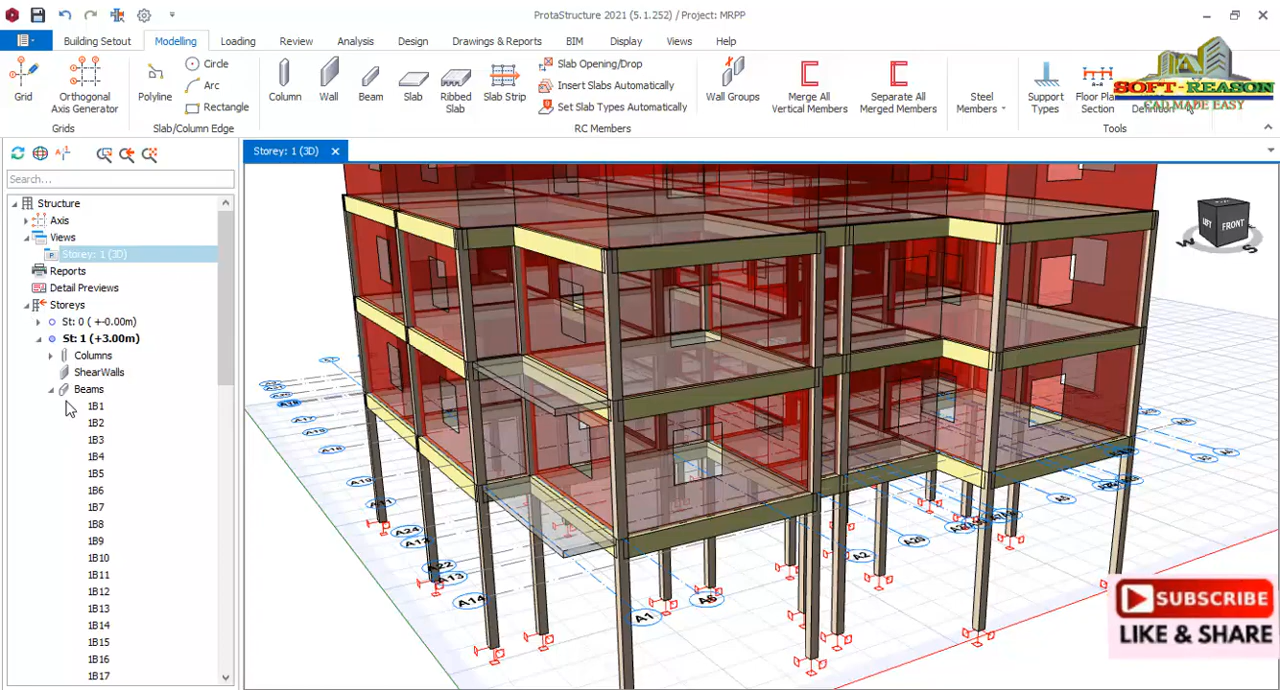 ProtaStructure 2021 (5.1.252) / Project: MRPP
Building Setout Modelling Loading Review Analysis Design Drawings & Reports BIM Display Views Help
Grid
Orthogonal
Axis Generator
Grids
Polyline
Circle
Arc
Rectangle
Slab/Column Edge
Column
Wall
Beam
Slab
Ribbed
Slab
Slab Strip
Slab Opening/Drop
Insert Slabs Automatically
Set Slab Types Automatically
RC Members
Wall Groups
Merge All
Vertical Members
Separate All
Merged Members
Steel
Members
Support
Types
Floor
Section
Tools
SOFT-REASON
CAD MADE EASY
Storey: 1 (3D)
Search...
Structure
Axis
Views
Storey: 1 (3D)
Reports
Detail Previews
Storeys
St: 0 ( +-0.00m)
St: 1 (+3.00m)
Columns
ShearWalls
Beams
1B1
1B2
1B3
1B4
1B5
1B6
1B7
1B8
1B9
1B10
1B11
1B12
1B13
1B14
1B15
1B16
1B17
FRONT
W
S
A24
A22
A13
A14
A1
A6
A2
SUBSCRIBE
LIKE & SHARE